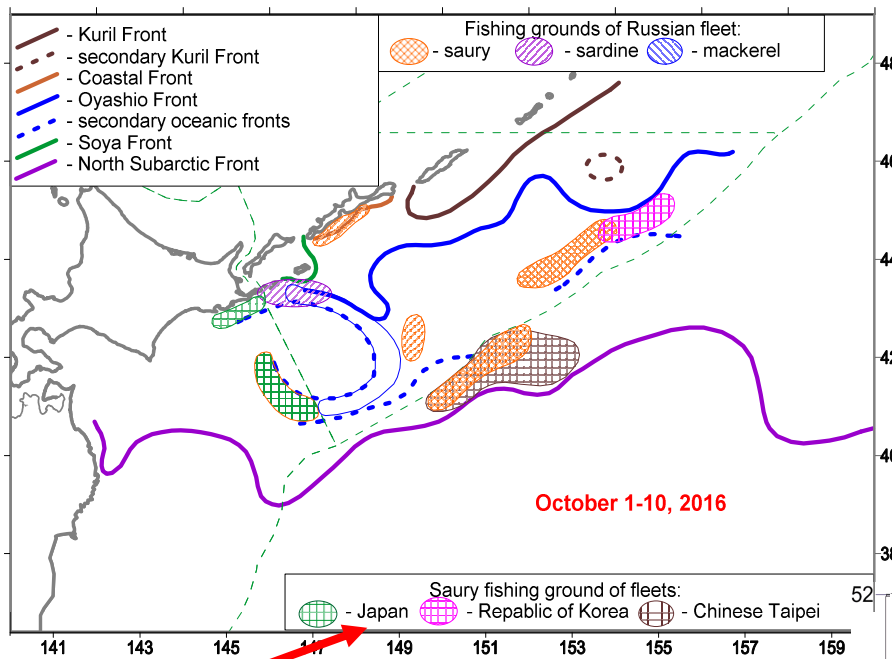 - Kuril Front
- secondary Kuril Front
- Coastal Front
- Oyashio Front
- secondary oceanic fronts
- Soya Front
- North Subarctic Front
Fishing grounds of Russian fleet:
- saury - sardine - mackerel
44
42
40
38
October 1-10, 2016
Saury fishing ground of fleets:
- Japan - Repablic of Korea - Chinese Taipei
52
141 143 145 147 149 151 153 155 157 159